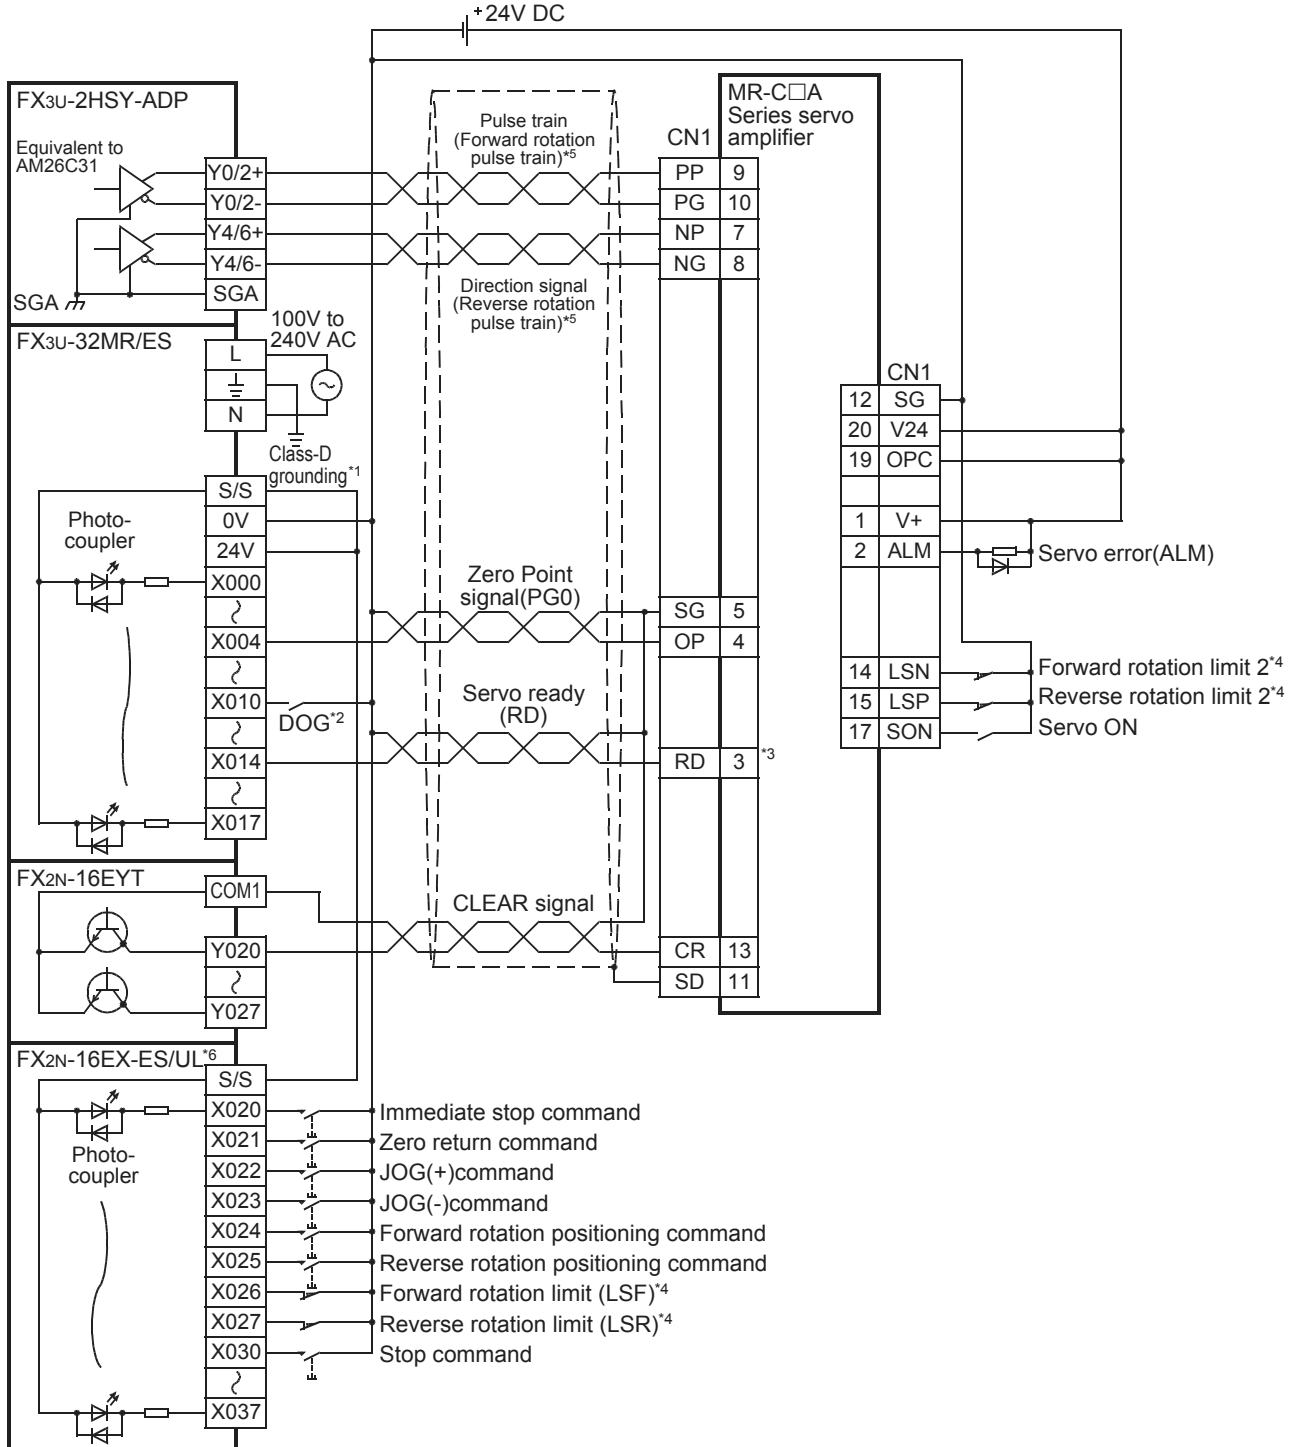 +24V DC
FX3U-2HSY-ADP
Equivalent to
AM26C31
Y0/2+
Y0/2-
Y4/6+
Y4/6-
SGA
SGA
Pulse train
(Forward rotation
pulse train)*5
Direction signal
(Reverse rotation
pulse train)*5
CN1
MR-C□A
Series servo
amplifier
PP 9
PG 10
NP 7
NG 8
FX3U-32MR/ES
100V to
240V AC
L
N
Class-D
grounding*1
S/S
0V
24V
X000
X004
X010
X014
X017
Photo-
coupler
DOG*2
Zero Point
signal(PG0)
Servo ready
(RD)
SG 5
OP 4
RD 3 *3
CN1
12 SG
20 V24
19 OPC
1 V+
2 ALM
Servo error(ALM)
14 LSN
Forward rotation limit 2*4
15 LSP
Reverse rotation limit 2*4
17 SON
Servo ON
FX2N-16EYT
COM1
Y020
Y027
CLEAR signal
CR 13
SD 11
FX2N-16EX-ES/UL*6
S/S
Photo-
coupler
X020
Immediate stop command
X021
Zero return command
X022
JOG(+)command
X023
JOG(-)command
X024
Forward rotation positioning command
X025
Reverse rotation positioning command
X026
Forward rotation limit (LSF)*4
X027
Reverse rotation limit (LSR)*4
X030
Stop command
X037